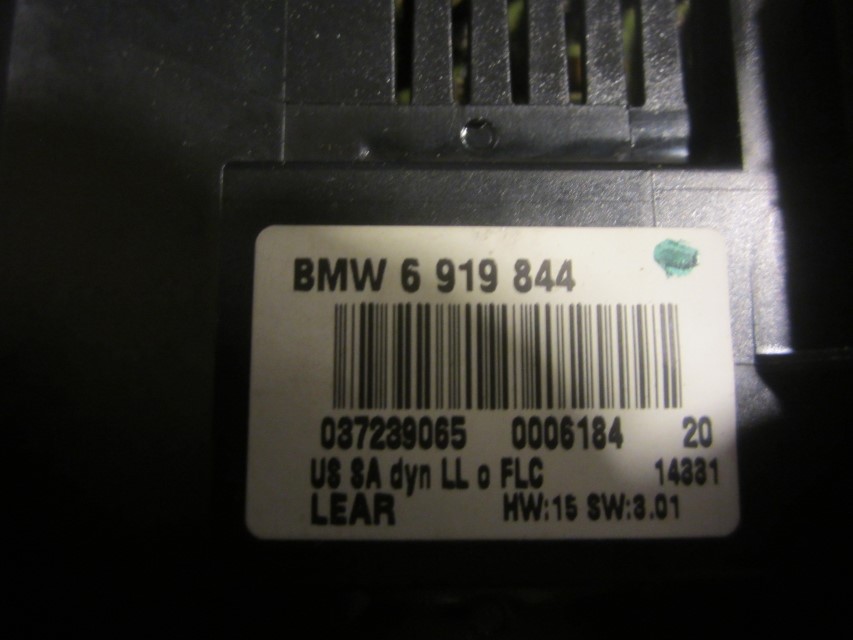 BMW 6 919 844
037239065 0006184 20
US SA dyn LL o FLC 14331
LEAR HW:15 SW:3.01